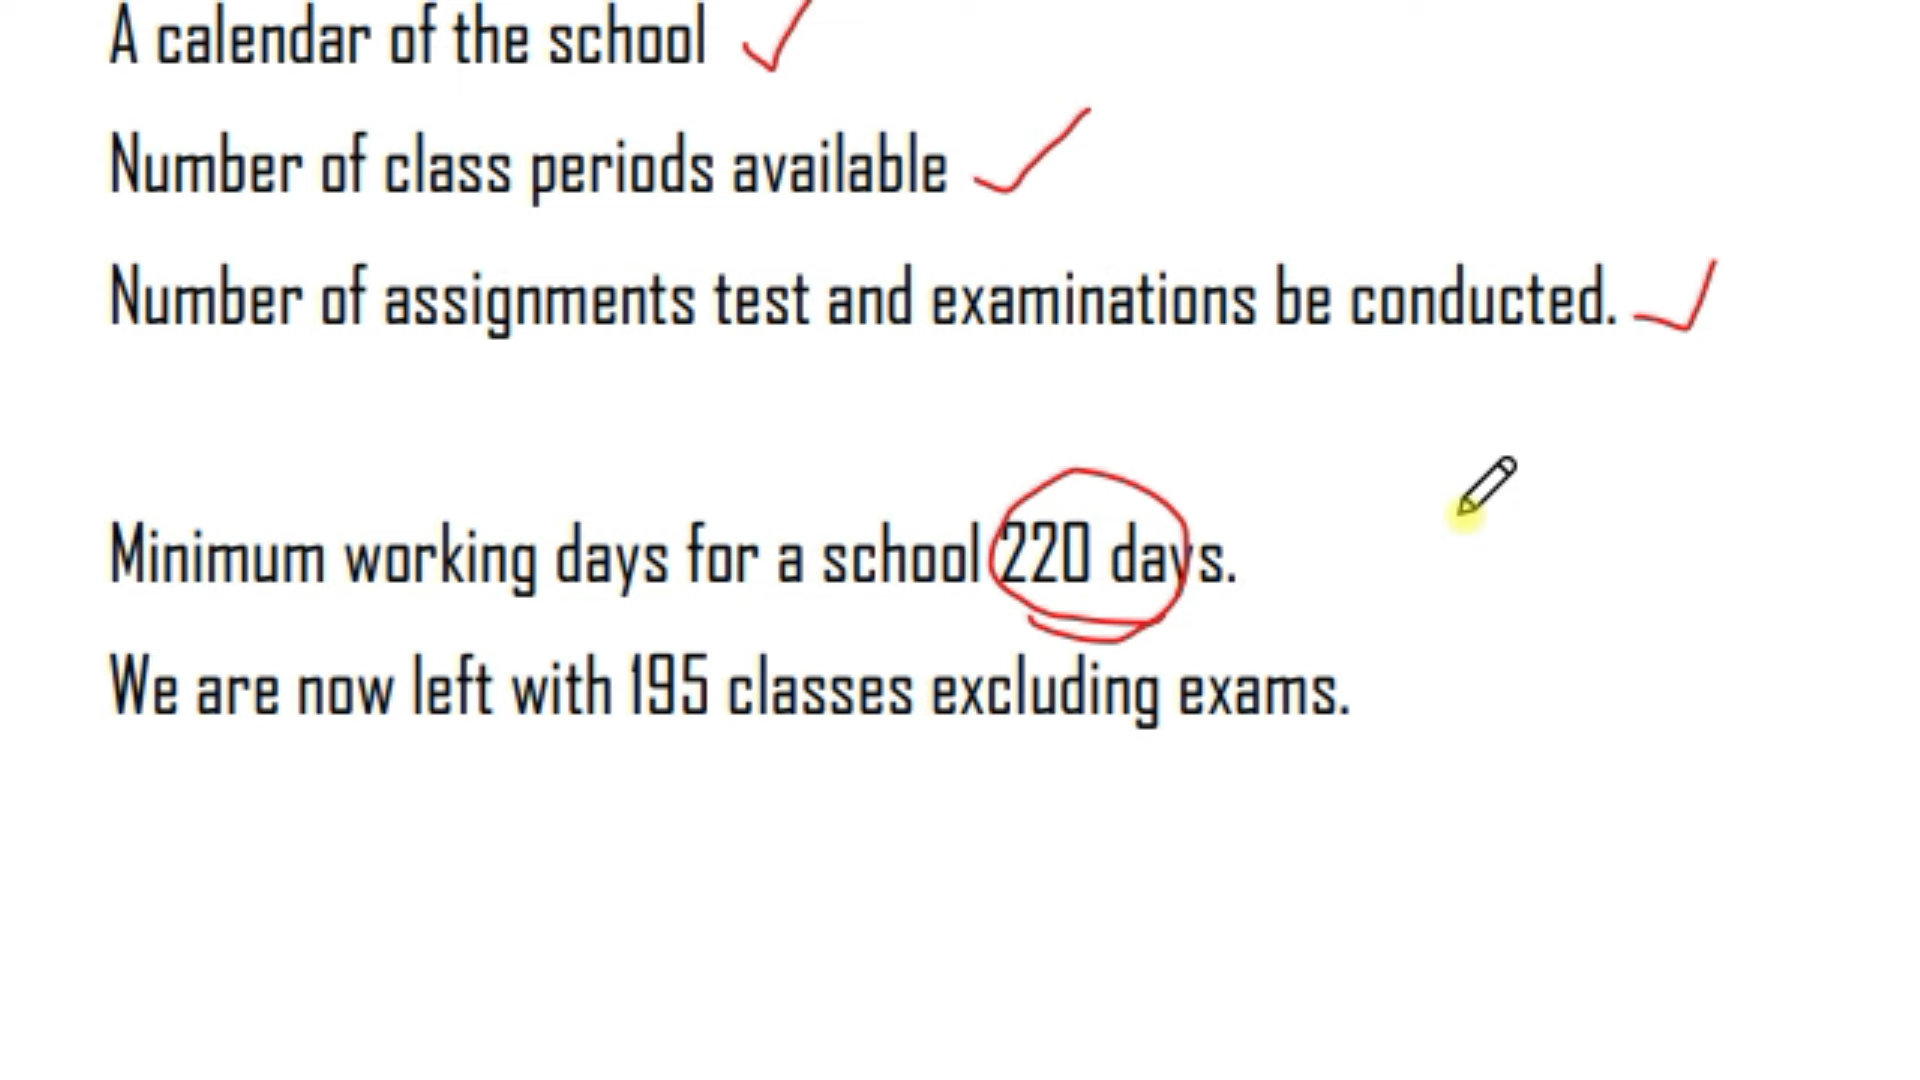 A calendar of the school
Number of class periods available
Number of assignments test and examinations be conducted.
Minimum working days for a school 220 days.
We are now left with 195 classes excluding exams.